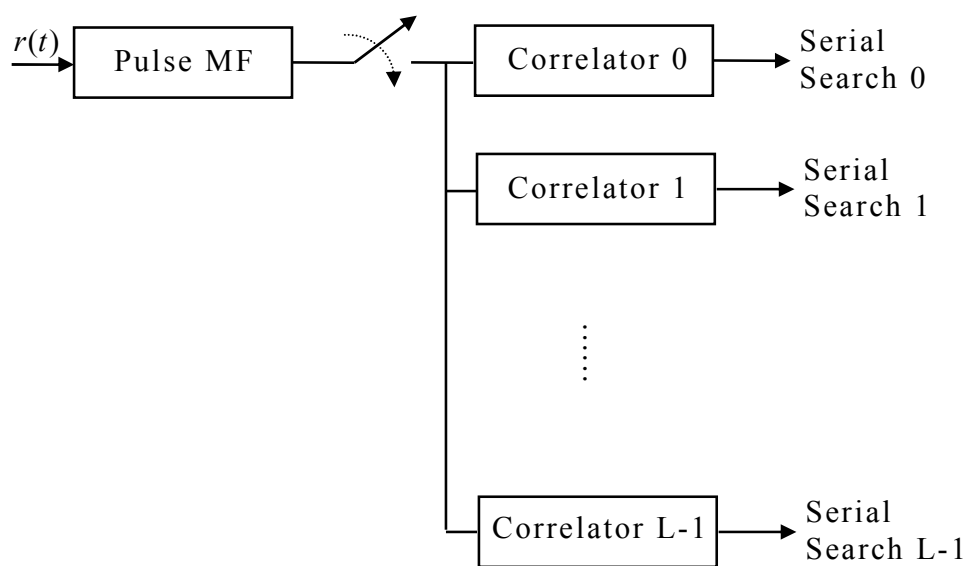 r(t)
Pulse MF
Correlator 0
Serial
Search 0
Correlator 1
Serial
Search 1
Correlator L-1
Serial
Search L-1